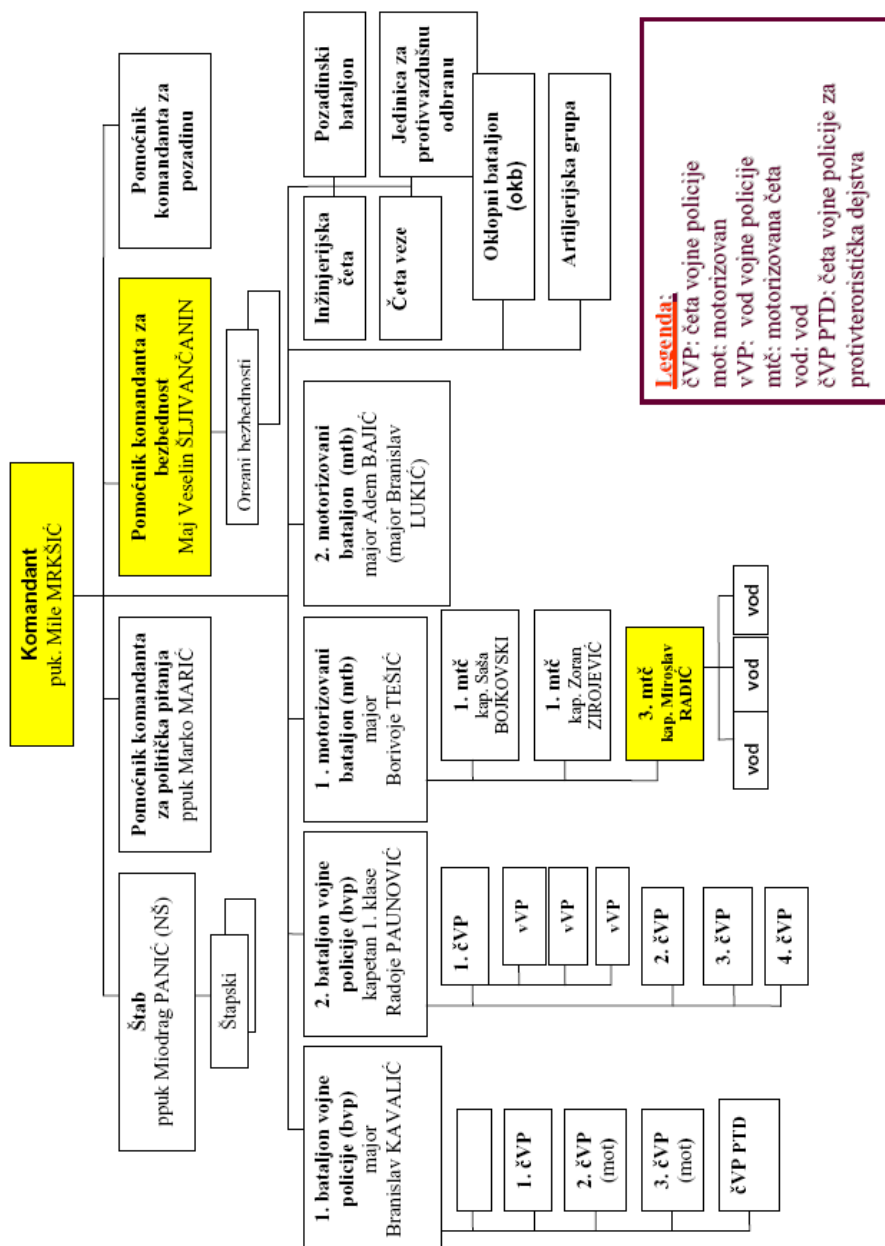 Komandant
puk. Mile MRKŠIĆ
Štab
ppuk Miodrag PANIĆ (NŠ)
Štapski
Pomoćnik komandanta
za politička pitanja
ppuk Marko MARIĆ
Pomoćnik komandanta za
bezbednost
Maj Veselin ŠLJIVANČANIN
Organi bezbednosti
Pomoćnik
komandanta za
pozadinu
1. bataljon vojne
policije (bvp)
major
Branislav KAVALIĆ
1. čVP
2. čVP
(mot)
3. čVP
(mot)
čVP PTD
2. bataljon vojne
policije (bvp)
kapetan 1. klase
Radoje PAUNOVIĆ
1. čVP
vVP
vVP
vVP
2. čVP
3. čVP
4. čVP
1 . motorizovani
bataljon (mtb)
major
Borivoje TEŠIĆ
1. mtč
kap. Saša
BOJKOVSKI
1. mtč
kap. Zoran
ZIROJEVIĆ
3. mtč
kap. Miroslav
RADIĆ
vod
vod
vod
2. motorizovani
bataljon (mtb)
major Adem BAJIĆ
(major Branislav
LUKIĆ)
Inžinjerijska
četa
Pozadinski
bataljon
Četa veze
Jedinica za
protivvazdušnu
odbranu
Oklopni bataljon
(okb)
Artiljerijska grupa
Legenda:
čVP: četa vojne policije
mot: motorizovan
vVP: vod vojne policije
mtč: motorizovana četa
vod: vod
čVP PTD: četa vojne policije za
protivteroristička dejstva